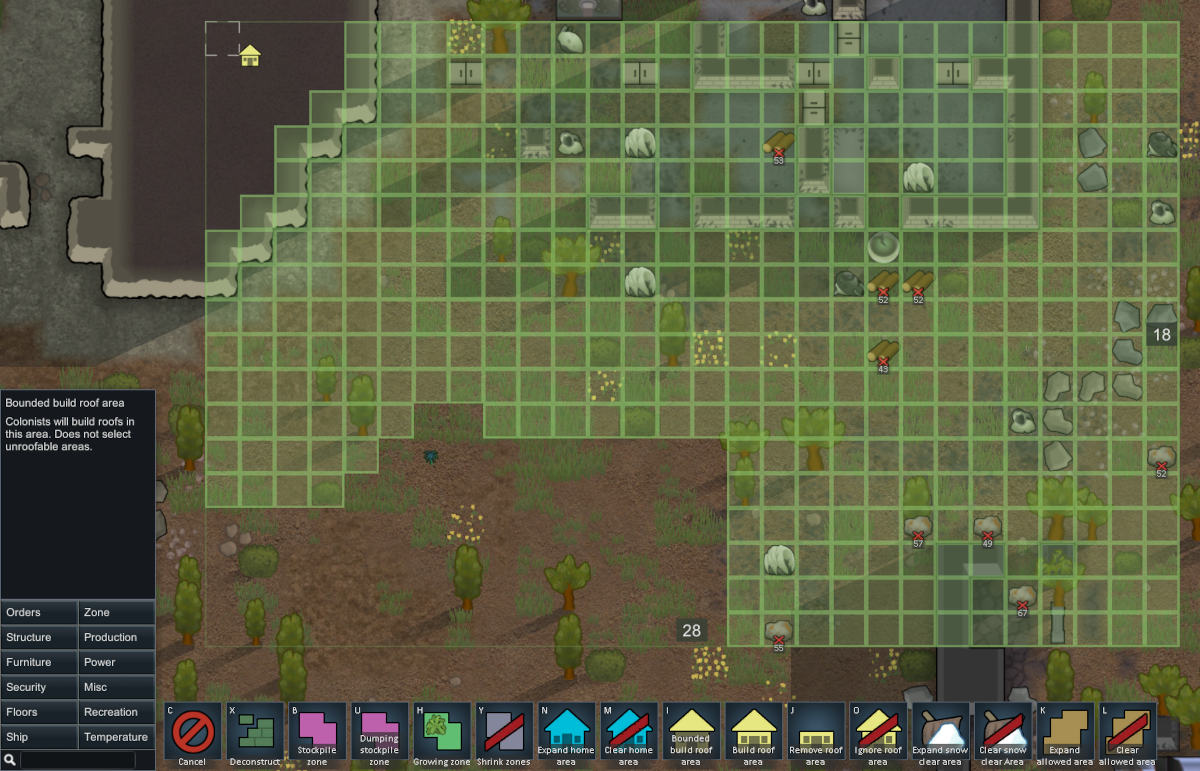 53
52
52
18
43
52
57
49
67
28
55
Bounded build roof area
Colonists will build roofs in
this area. Does not select
unroofable areas.
Orders
Zone
Structure
Production
Furniture
Power
Security
Misc
Floors
Recreation
Ship
Temperature
C
Cancel
X
Deconstruct
B
Stockpile
zone
U
Dumping
stockpile
zone
H
Growing zone
Y
Shrink zones
N
Expand home
area
M
Clear home
area
I
Bounded
build roof
area
Build roof
area
J
Remove roof
area
O
Ignore roof
area
Expand snow
clear area
Clear snow
clear Area
K
Expand
allowed area
L
Clear
allowed area